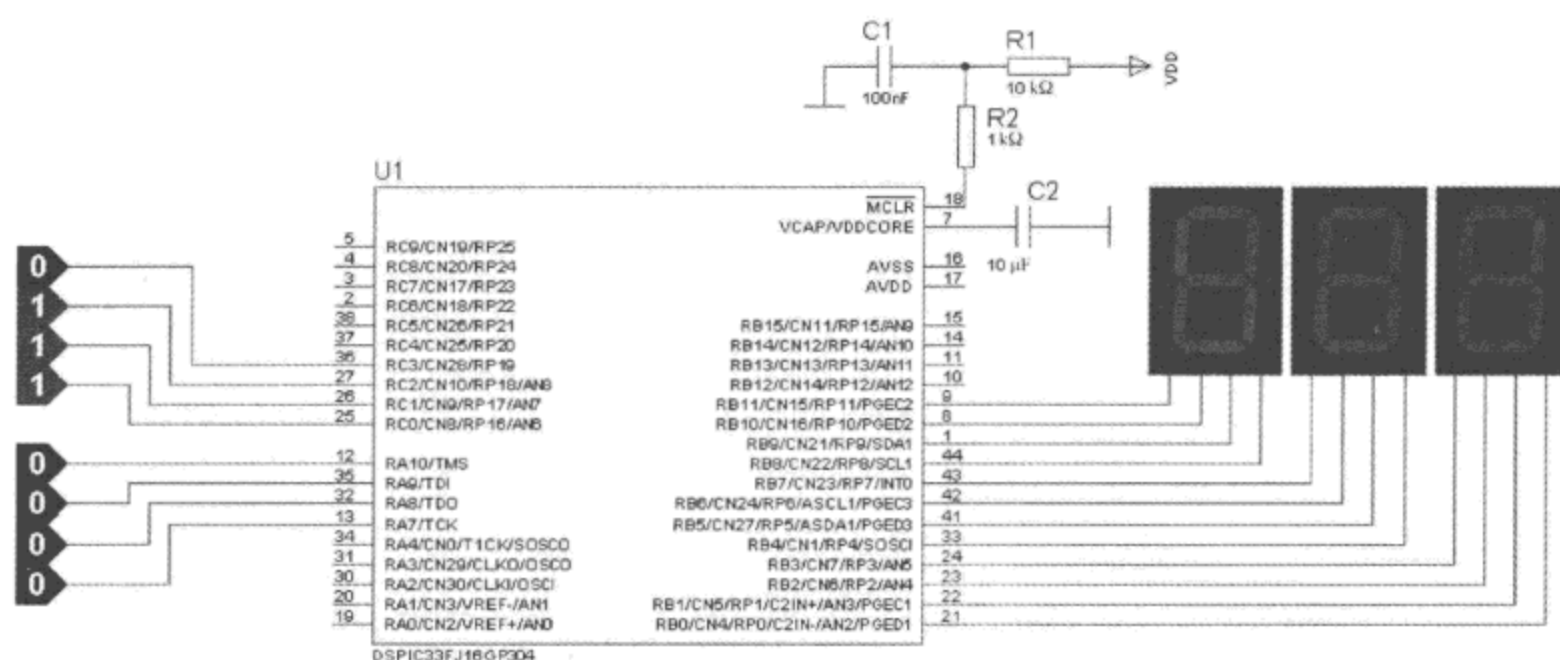 C1
100nF
R1
10 kΩ
VDD
R2
1 kΩ
U1
C2
10 µF
0
1
1
1
0
0
0
0
5 RC9/CN19/RP25
4 RC8/CN20/RP24
3 RC7/CN17/RP23
2 RC6/CN18/RP22
38 RC5/CN26/RP21
37 RC4/CN25/RP20
36 RC3/CN28/RP19
27 RC2/CN10/RP18/AN8
26 RC1/CN9/RP17/AN7
25 RC0/CN8/RP16/AN6
12 RA10/TMS
35 RA9/TDI
32 RA8/TDO
13 RA7/TCK
34 RA4/CN0/T1CK/SOSCO
31 RA3/CN29/CLKO/OSCO
30 RA2/CN30/CLKI/OSCI
20 RA1/CN3/VREF-/AN1
19 RA0/CN2/VREF+/AN0
MCLR 18
VCAP/VDDCORE 7
AVSS 16
AVDD 17
RB15/CN11/RP15/AN9 15
RB14/CN12/RP14/AN10 14
RB13/CN13/RP13/AN11 11
RB12/CN14/RP12/AN12 10
RB11/CN15/RP11/PGEC2 9
RB10/CN16/RP10/PGED2 8
RB9/CN21/RP9/SDA1 1
RB8/CN22/RP8/SCL1 44
RB7/CN23/RP7/INT0 43
RB6/CN24/RP6/ASCL1/PGEC3 42
RB5/CN27/RP5/ASDA1/PGED3 41
RB4/CN1/RP4/SOSCI 33
RB3/CN7/RP3/AN5 24
RB2/CN6/RP2/AN4 23
RB1/CN5/RP1/C2IN+/AN3/PGEC1 22
RB0/CN4/RP0/C2IN-/AN2/PGED1 21
DSPIC33FJ16GP304